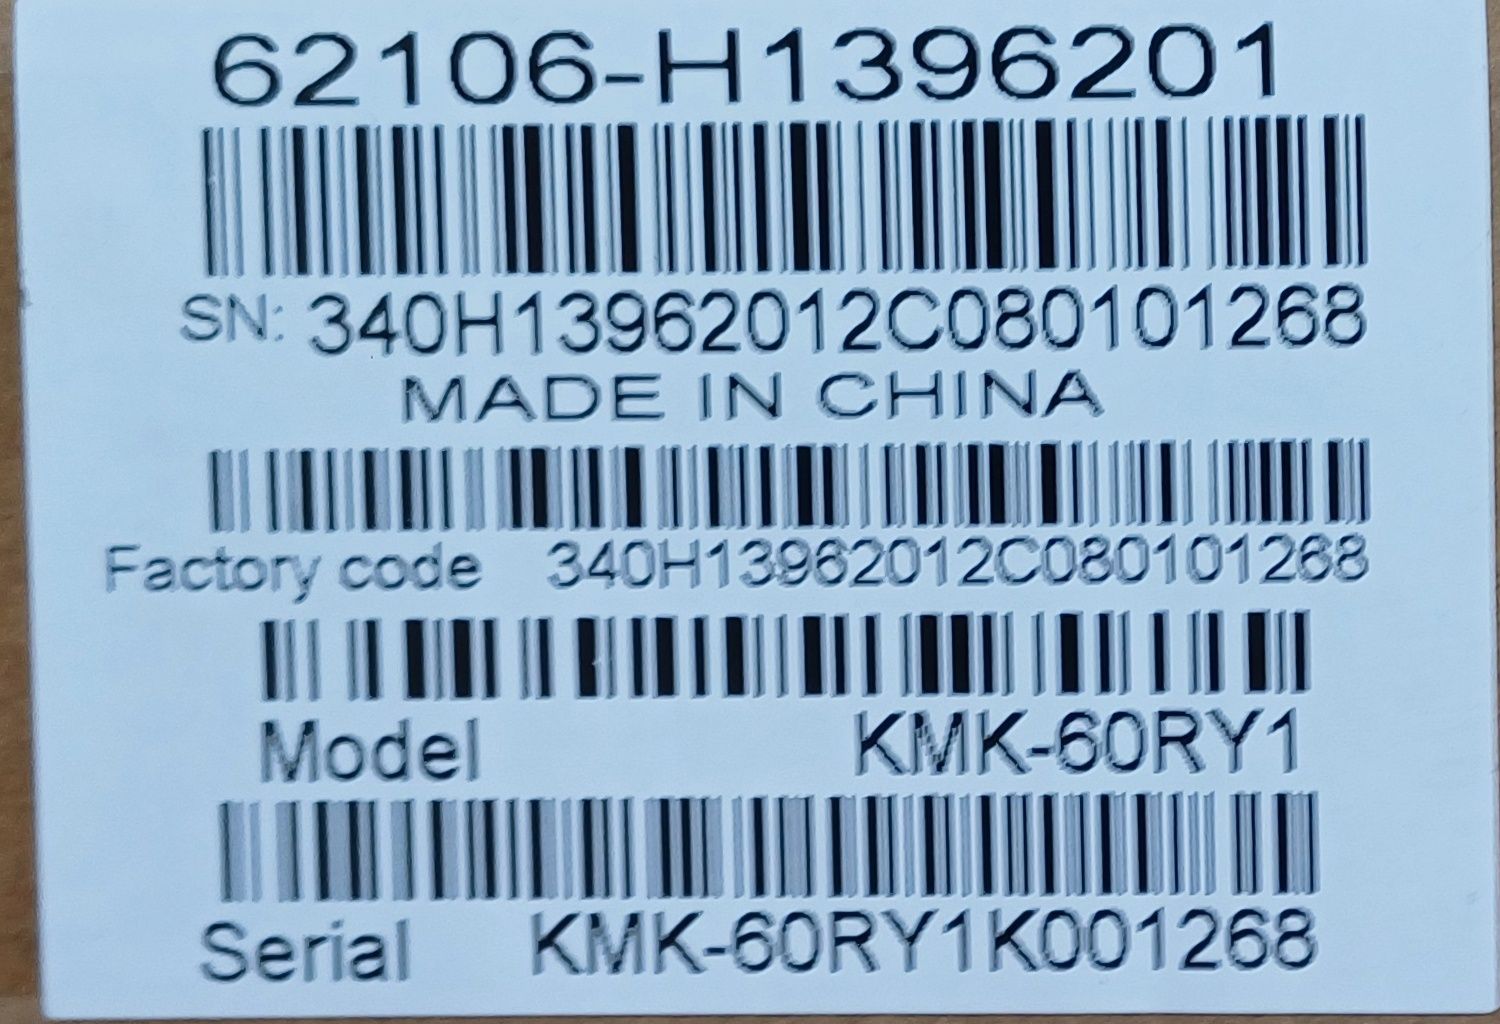 62106-H1396201
SN: 340H13962012C080101268
MADE IN CHINA
Factory code 340H13962012C080101268
Model KMK-60RY1
Serial KMK-60RY1K001268